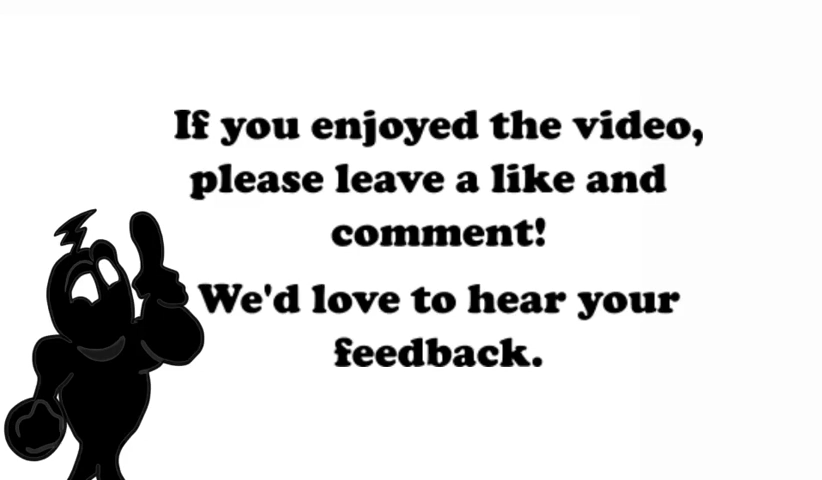 If you enjoyed the video,
please leave a like and
comment!
We'd love to hear your
feedback.